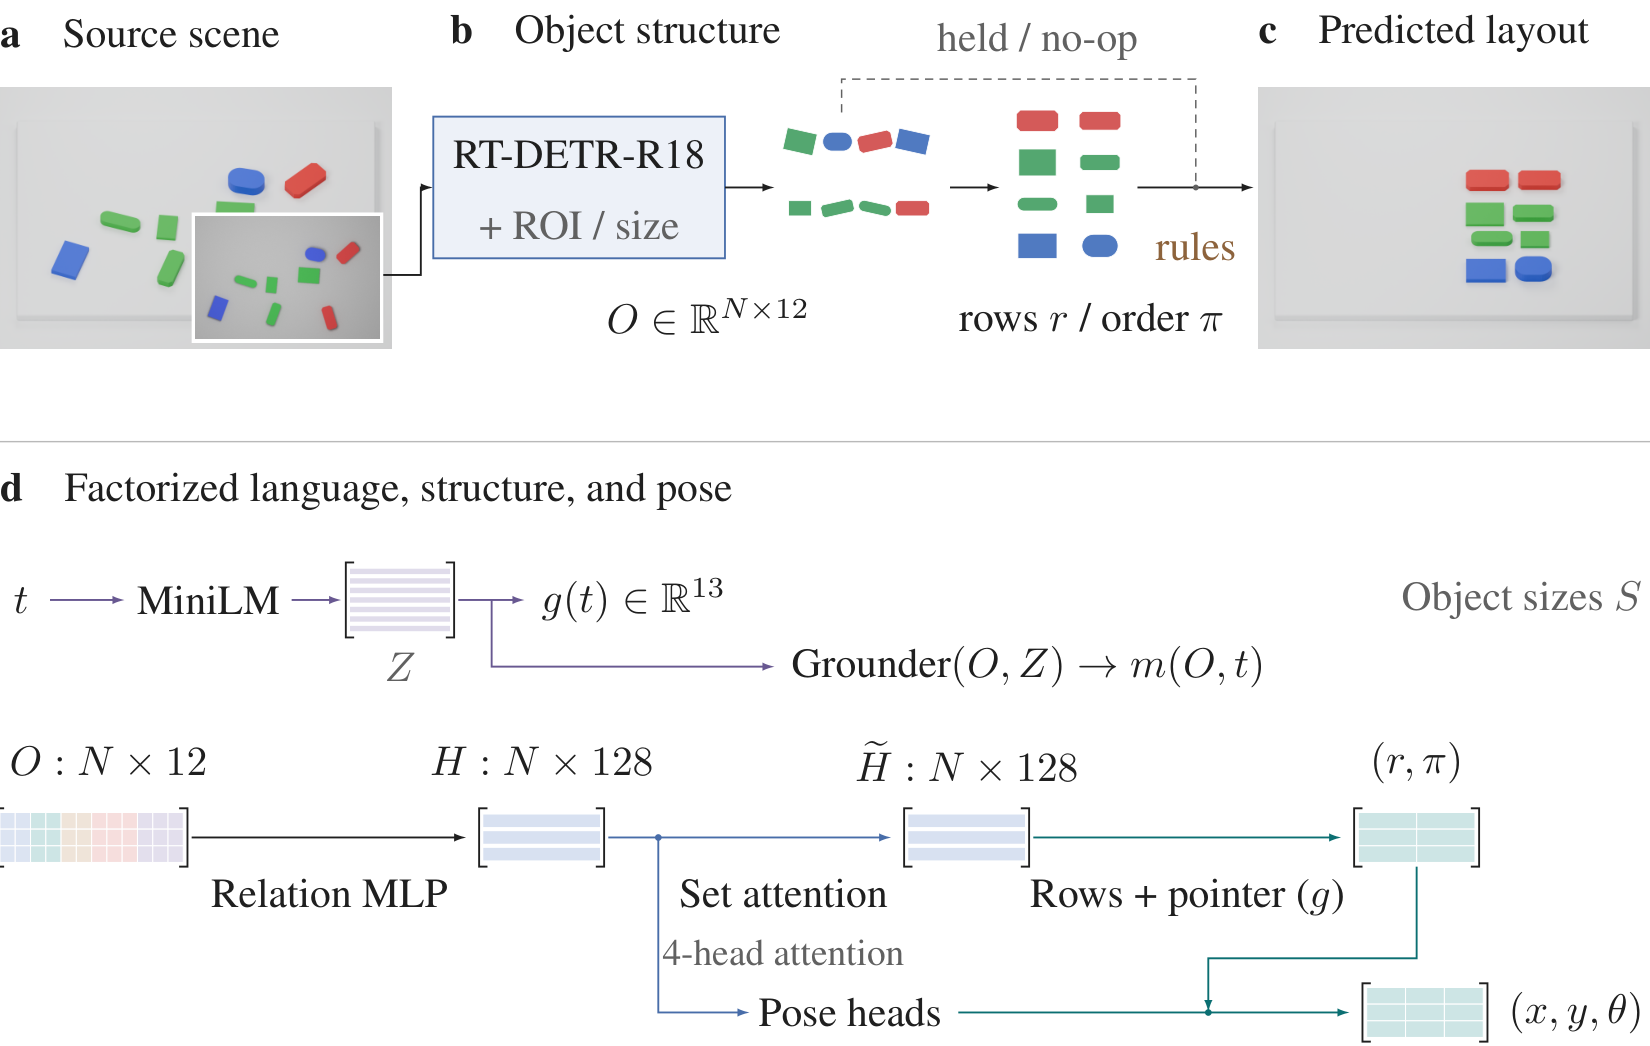 a Source scene
b Object structure
held / no-op
c Predicted layout
RT-DETR-R18
+ ROI / size
rules
O ∈ ℝ^{N×12}
rows r / order π
d Factorized language, structure, and pose
t
MiniLM
Z
g(t) ∈ ℝ^{13}
Object sizes S
Grounder(O, Z) → m(O, t)
O : N × 12
H : N × 128
H̃ : N × 128
(r, π)
Relation MLP
Set attention
Rows + pointer (g)
4-head attention
Pose heads
(x, y, θ)